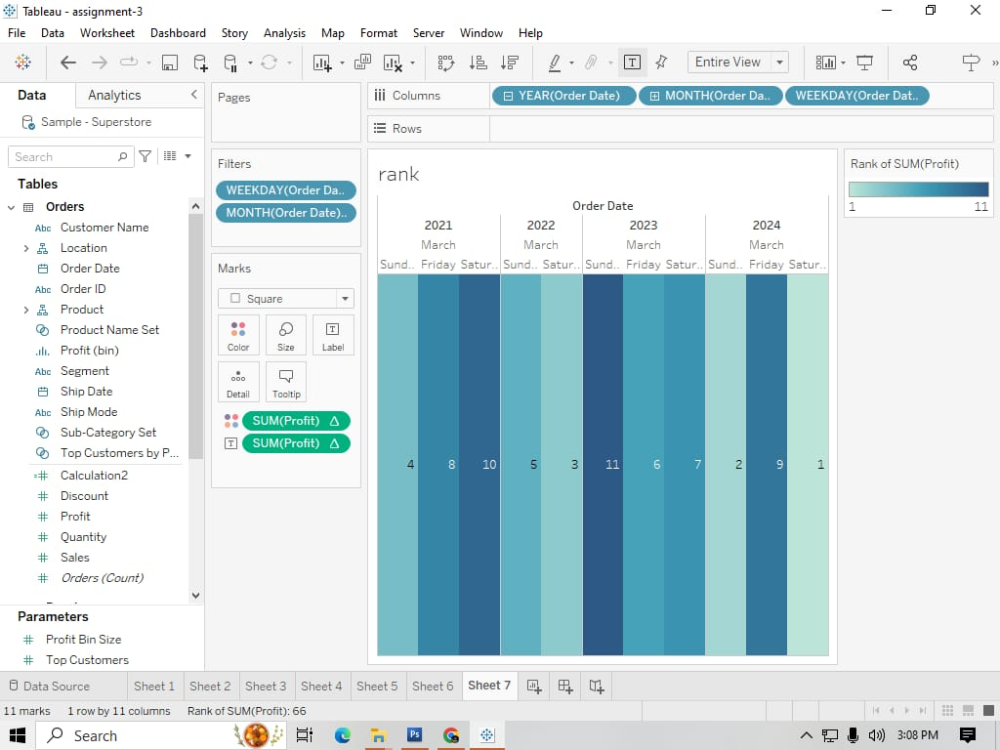 Tableau - assignment-3
File Data Worksheet Dashboard Story Analysis Map Format Server Window Help
Entire View
Data Analytics
Sample - Superstore
Search
Tables
Orders
Abc Customer Name
Location
Order Date
Abc Order ID
Product
Product Name Set
Profit (bin)
Abc Segment
Ship Date
Abc Ship Mode
Sub-Category Set
Top Customers by P...
Calculation2
Discount
Profit
Quantity
Sales
Orders (Count)
Parameters
Profit Bin Size
Top Customers
Pages
Filters
WEEKDAY(Order Da..
MONTH(Order Date)..
Marks
Square
Color Size Label
Detail Tooltip
SUM(Profit)
SUM(Profit)
Columns YEAR(Order Date) MONTH(Order Da.. WEEKDAY(Order Dat..
Rows
rank
Order Date
2021 2022 2023 2024
March March March March
Sund.. Friday Satur.. Sund.. Satur.. Sund.. Friday Satur.. Sund.. Friday Satur..
4 8 10 5 3 11 6 7 2 9 1
Rank of SUM(Profit)
1 11
Data Source Sheet 1 Sheet 2 Sheet 3 Sheet 4 Sheet 5 Sheet 6 Sheet 7
11 marks 1 row by 11 columns Rank of SUM(Profit): 66
Search Ps 3:08 PM